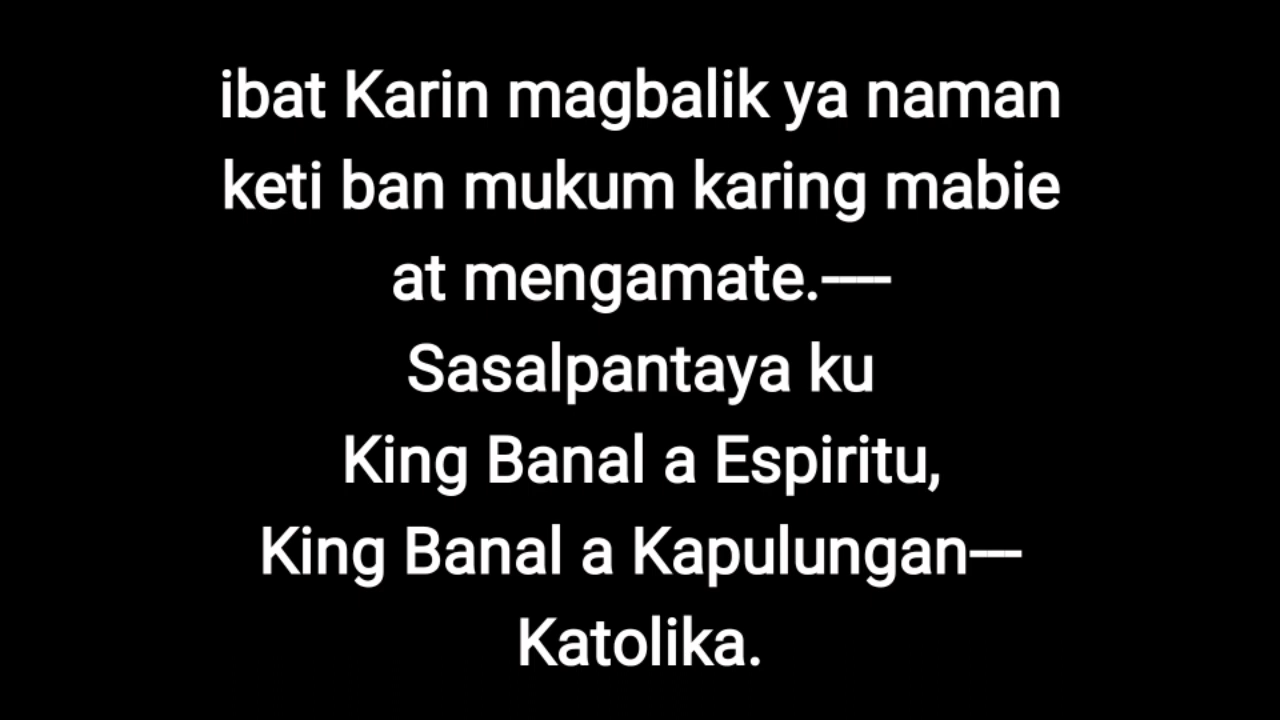 ibat Karin magbalik ya naman
keti ban mukum karing mabie
at mengamate.----
Sasalpantaya ku
King Banal a Espiritu,
King Banal a Kapulungan---
Katolika.